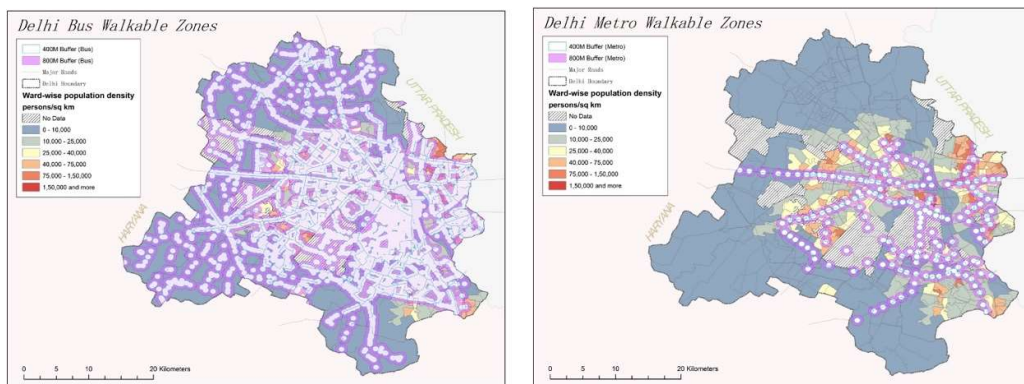 Delhi Bus Walkable Zones
400M Buffer (Bus)
800M Buffer (Bus)
Major Roads
Delhi Boundary
Ward-wise population density
persons/sq km
No Data
0 - 10,000
10,000 - 25,000
25,000 - 40,000
40,000 - 75,000
75,000 - 1,50,000
1,50,000 and more
UTTAR PRADESH
HARYANA
0 5 10 20 Kilometers
Delhi Metro Walkable Zones
400M Buffer (Metro)
800M Buffer (Metro)
Major Roads
Delhi Boundary
Ward-wise population density
persons/sq km
No Data
0 - 10,000
10,000 - 25,000
25,000 - 40,000
40,000 - 75,000
75,000 - 1,50,000
1,50,000 and more
UTTAR PRADESH
HARYANA
0 5 10 20 Kilometers